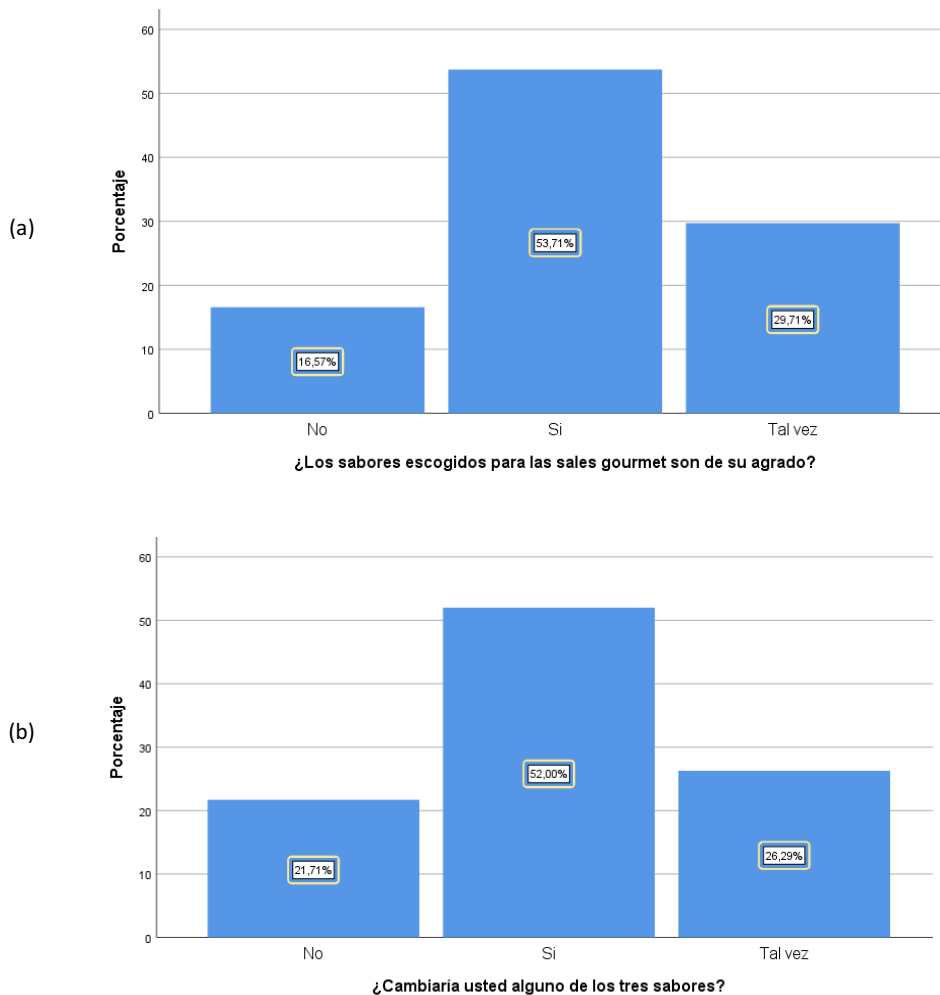 (a)
Porcentaje
60
50
40
30
20
10
0
16,57%
53,71%
29,71%
No
Si
Tal vez
¿Los sabores escogidos para las sales gourmet son de su agrado?
(b)
Porcentaje
60
50
40
30
20
10
0
21,71%
52,00%
26,29%
No
Si
Tal vez
¿Cambiaría usted alguno de los tres sabores?